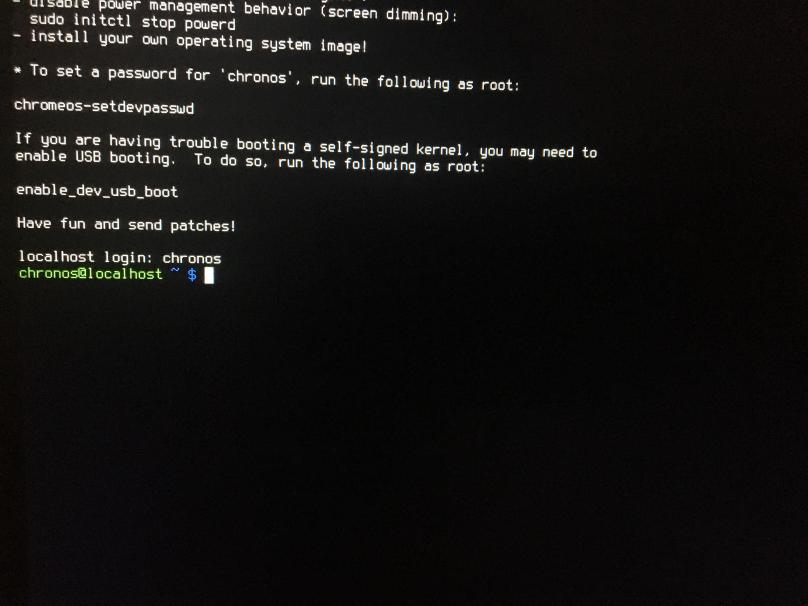 - disable power management behavior (screen dimming):
sudo initctl stop powerd
- install your own operating system image!
* To set a password for 'chronos', run the following as root:
chromeos-setdevpasswd
If you are having trouble booting a self-signed kernel, you may need to
enable USB booting. To do so, run the following as root:
enable_dev_usb_boot
Have fun and send patches!
localhost login: chronos
chronos@localhost ~ $